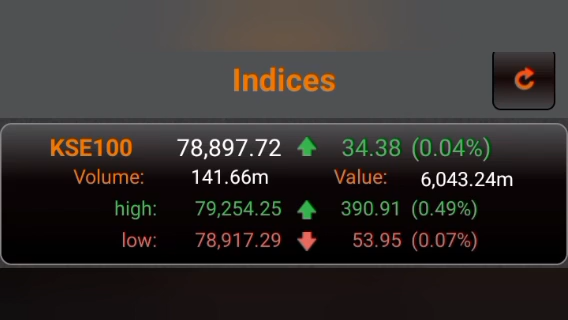 Indices
KSE100 78,897.72 34.38 (0.04%)
Volume: 141.66m Value: 6,043.24m
high: 79,254.25 390.91 (0.49%)
low: 78,917.29 53.95 (0.07%)